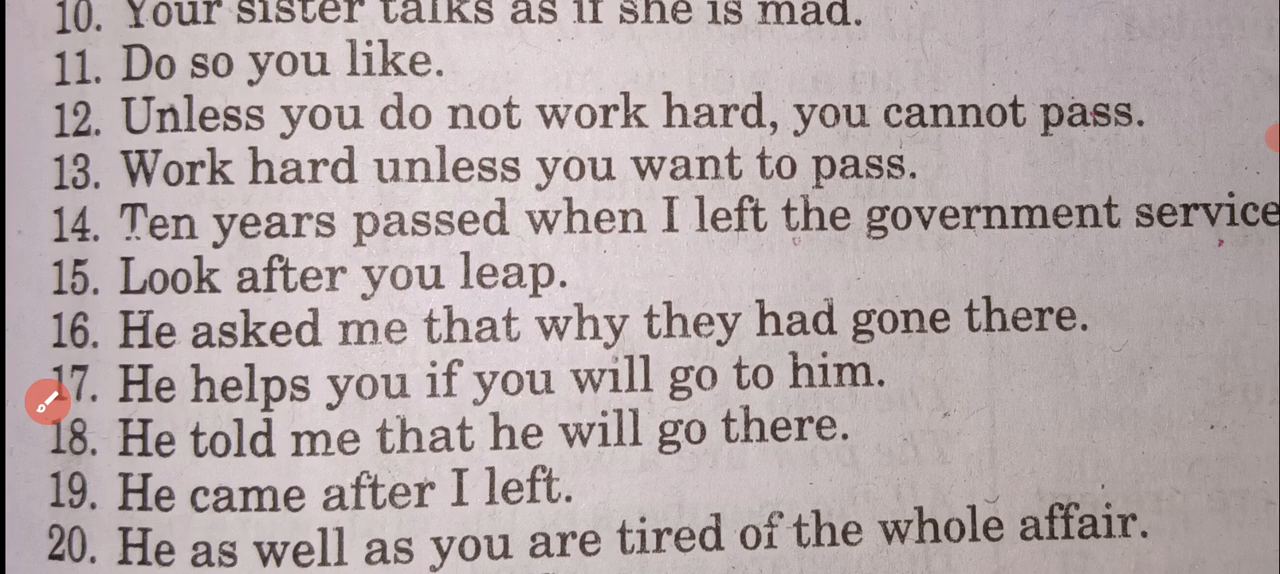 10. Your sister talks as if she is mad.
11. Do so you like.
12. Unless you do not work hard, you cannot pass.
13. Work hard unless you want to pass.
14. Ten years passed when I left the government service
15. Look after you leap.
16. He asked me that why they had gone there.
17. He helps you if you will go to him.
18. He told me that he will go there.
19. He came after I left.
20. He as well as you are tired of the whole affair.